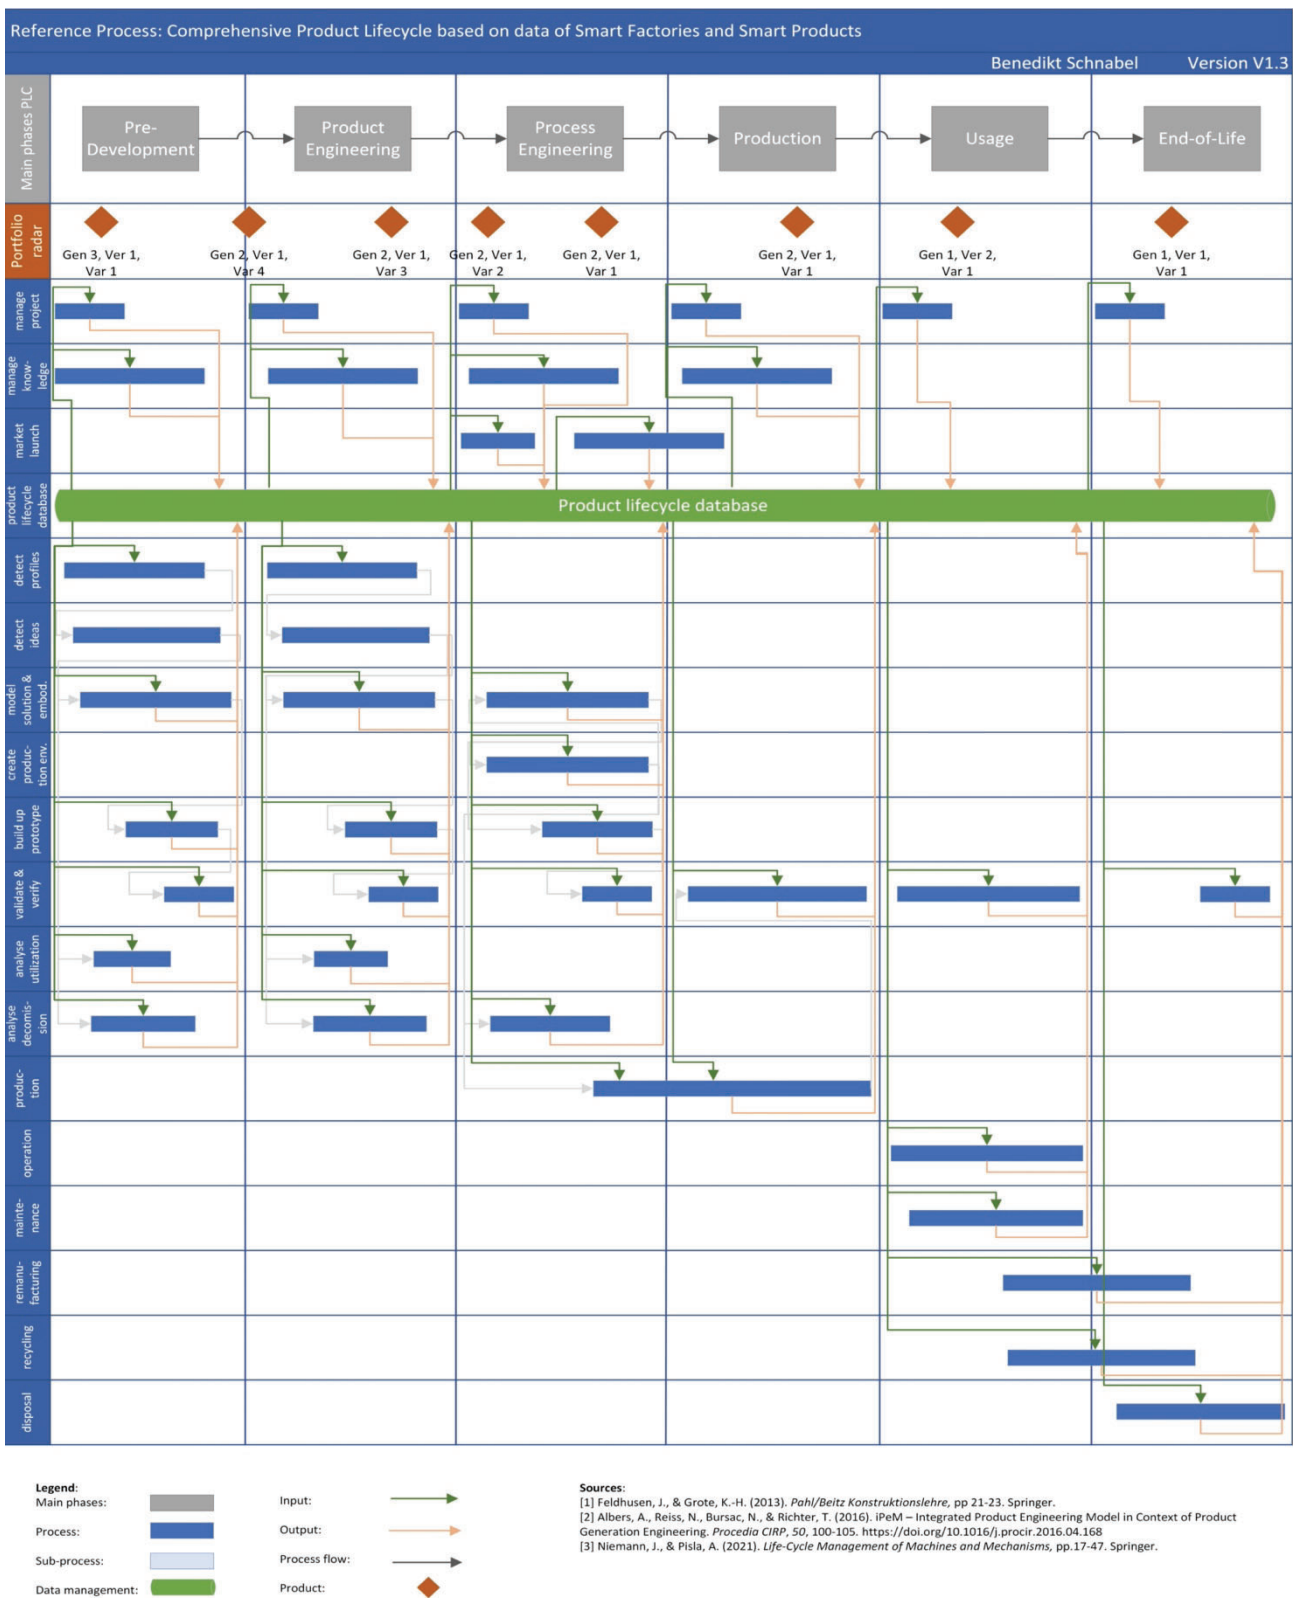 Reference Process: Comprehensive Product Lifecycle based on data of Smart Factories and Smart Products
Benedikt Schnabel Version V1.3
Main phases PLC
Pre-
Development
Product
Engineering
Process
Engineering
Production
Usage
End-of-Life
Portfolio
radar
Gen 3, Ver 1,
Var 1
Gen 2, Ver 1,
Var 4
Gen 2, Ver 1,
Var 3
Gen 2, Ver 1,
Var 2
Gen 2, Ver 1,
Var 1
Gen 2, Ver 1,
Var 1
Gen 1, Ver 2,
Var 1
Gen 1, Ver 1,
Var 1
manage
project
manage
know-
ledge
market
launch
product
lifecycle
database
Product lifecycle database
detect
profiles
detect
ideas
model
solution &
embod.
create
produc-
tion env.
build up
prototype
validate &
verify
analyse
utilization
analyse
decomis-
sion
produc-
tion
operation
mainte-
nance
remanu-
facturing
recycling
disposal
Legend:
Main phases:
Process:
Sub-process:
Data management:
Input:
Output:
Process flow:
Product:
Sources:
[1] Feldhusen, J., & Grote, K.-H. (2013). Pahl/Beitz Konstruktionslehre, pp 21-23. Springer.
[2] Albers, A., Reiss, N., Bursac, N., & Richter, T. (2016). iPeM – Integrated Product Engineering Model in Context of Product
Generation Engineering. Procedia CIRP, 50, 100-105. https://doi.org/10.1016/j.procir.2016.04.168
[3] Niemann, J., & Pisla, A. (2021). Life-Cycle Management of Machines and Mechanisms, pp.17-47. Springer.